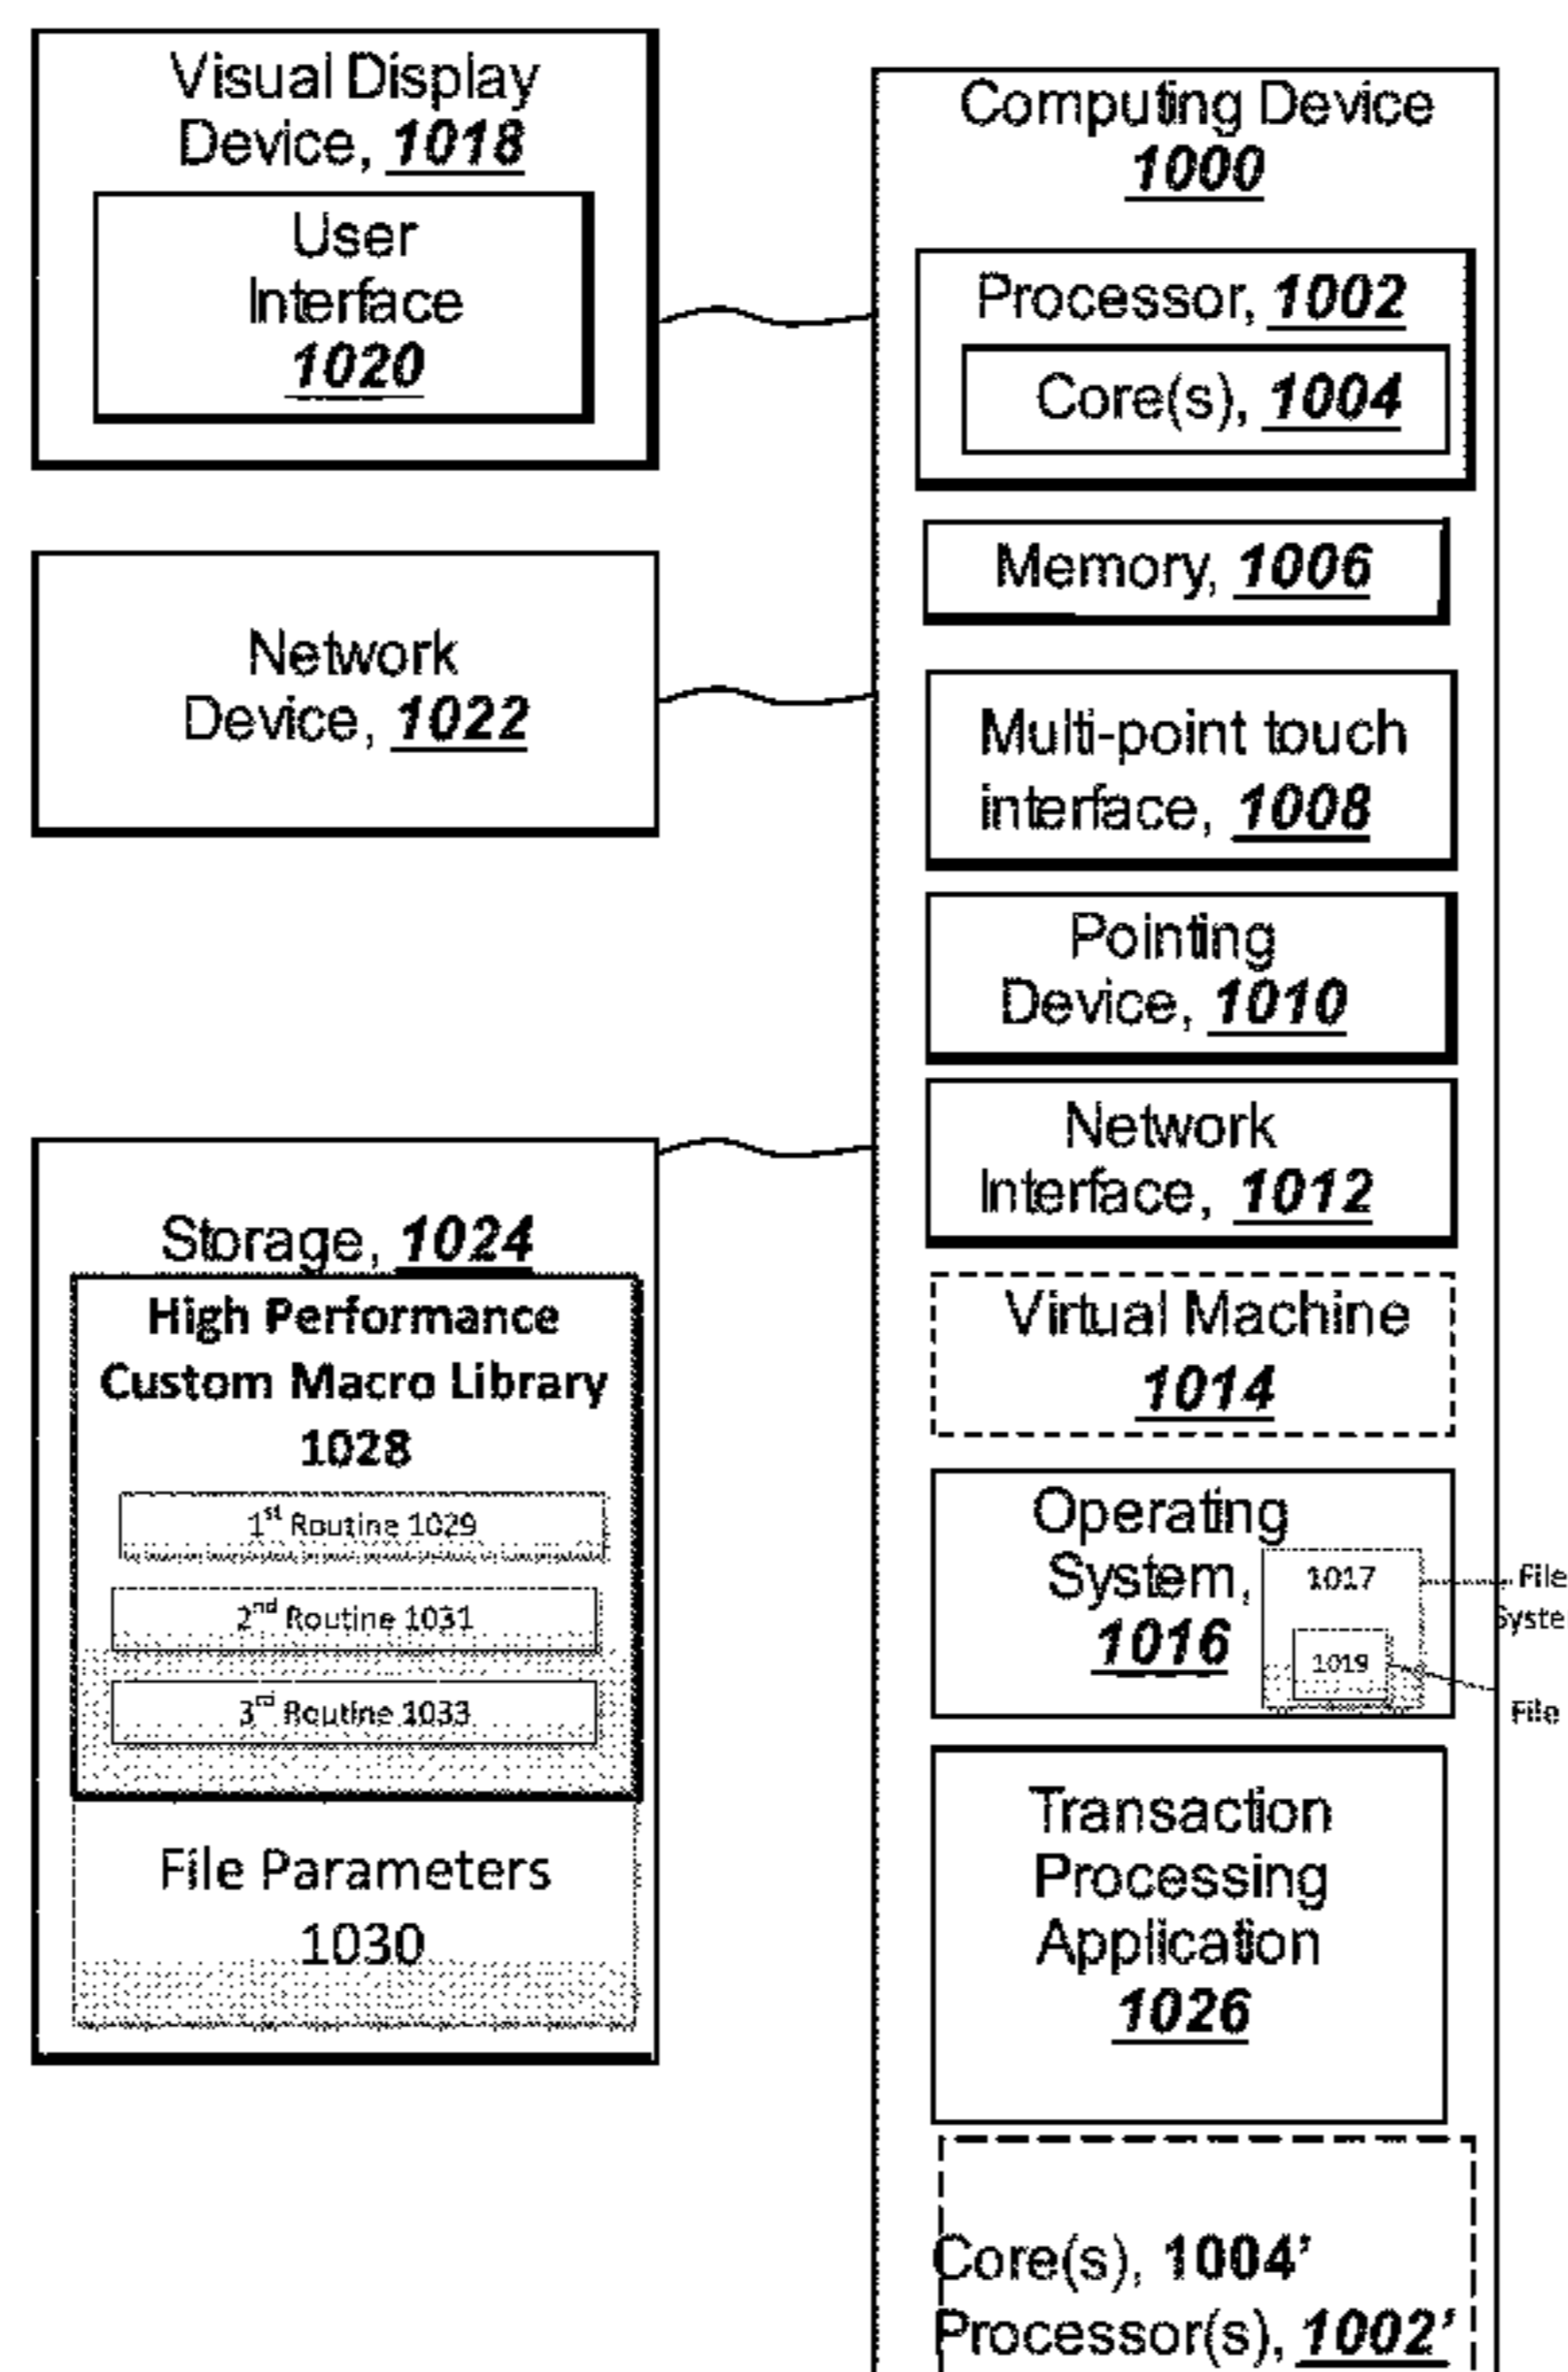 Visual Display
Device, 1018
User
Interface
1020
Network
Device, 1022
Storage, 1024
High Performance
Custom Macro Library
1028
1st Routine 1029
2nd Routine 1031
3rd Routine 1033
File Parameters
1030
Computing Device
1000
Processor, 1002
Core(s), 1004
Memory, 1006
Multi-point touch
interface, 1008
Pointing
Device, 1010
Network
Interface, 1012
Virtual Machine
1014
Operating
System,
1016
1017
1019
File
Syste
File
Transaction
Processing
Application
1026
Core(s), 1004’
Processor(s), 1002’